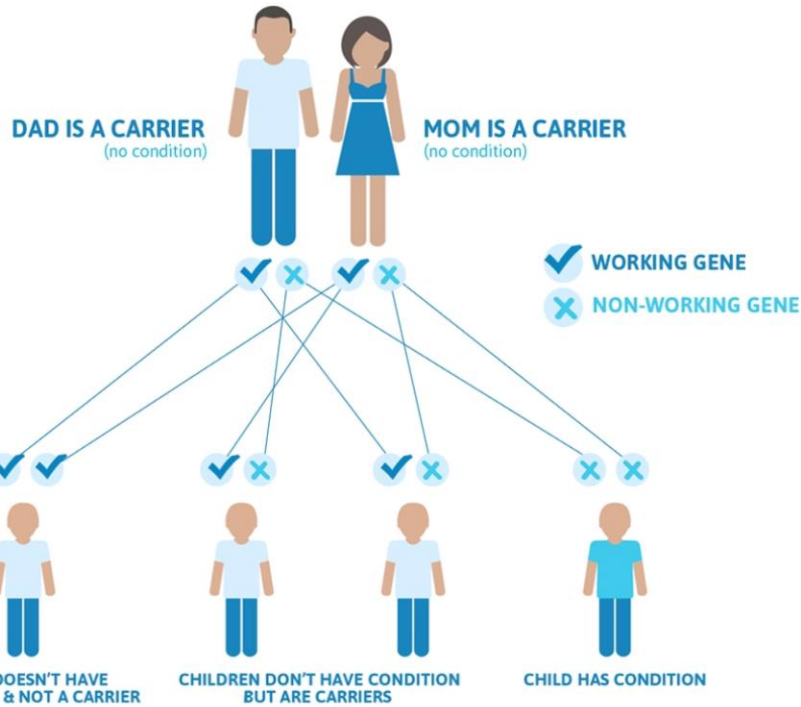 DAD IS A CARRIER
(no condition)
MOM IS A CARRIER
(no condition)
WORKING GENE
NON-WORKING GENE
DOESN'T HAVE
& NOT A CARRIER
CHILDREN DON'T HAVE CONDITION
BUT ARE CARRIERS
CHILD HAS CONDITION